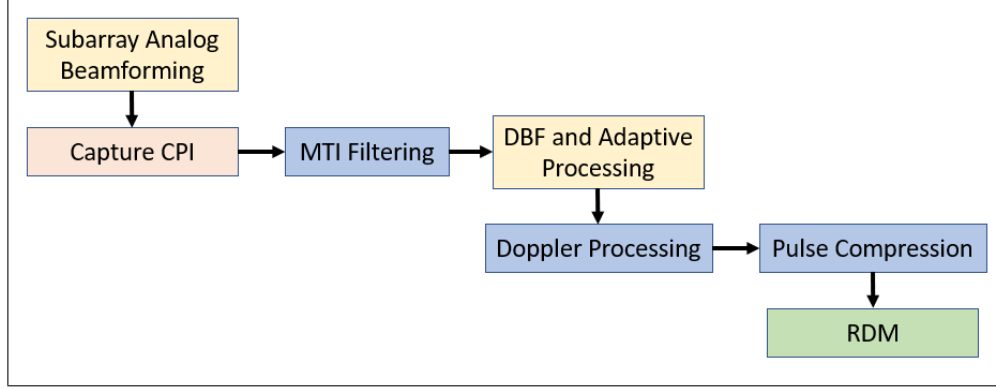 Subarray Analog
Beamforming
Capture CPI
MTI Filtering
DBF and Adaptive
Processing
Doppler Processing
Pulse Compression
RDM